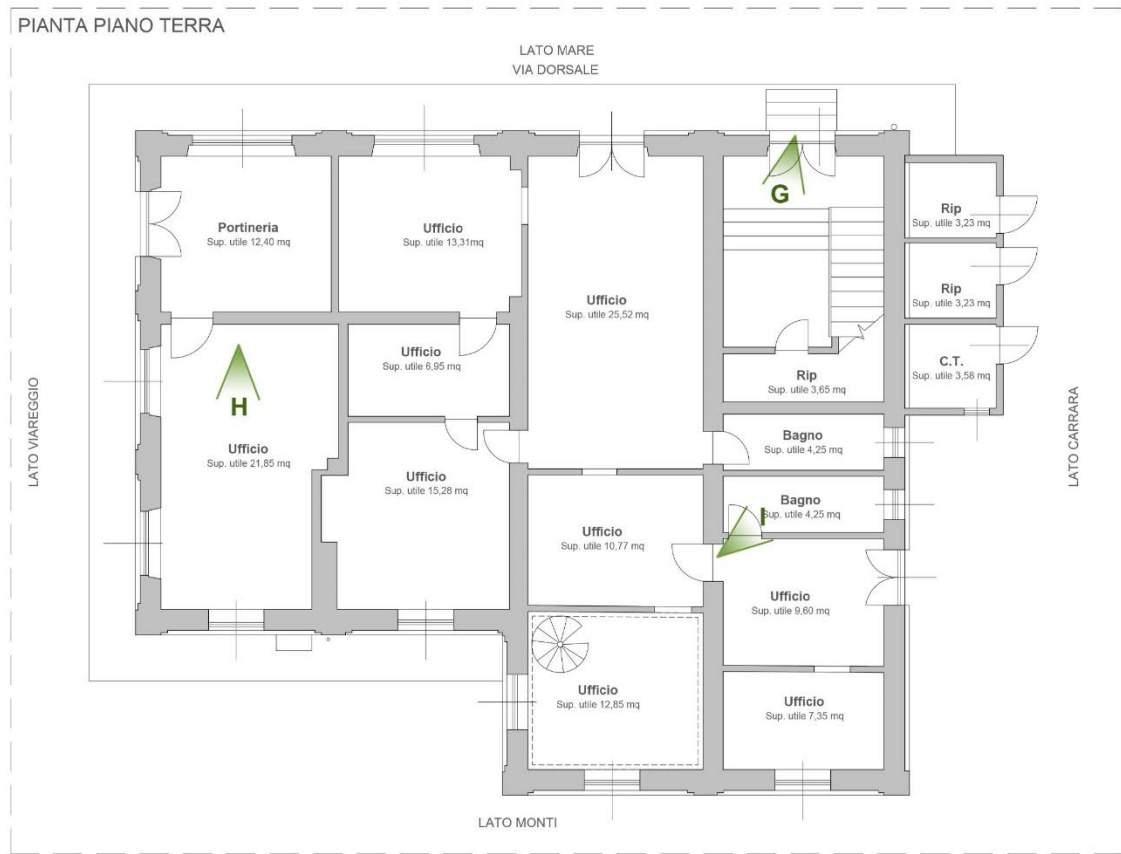 PIANTA PIANO TERRA
LATO MARE
VIA DORSALE
G
Portineria
Sup. utile 12,40 mq
Ufficio
Sup. utile 13,31mq
Rip
Sup. utile 3,23 mq
Rip
Sup. utile 3,23 mq
Ufficio
Sup. utile 25,52 mq
Ufficio
Sup. utile 6,95 mq
Rip
Sup. utile 3,65 mq
C.T.
Sup. utile 3,58 mq
H
LATO VIAREGGIO
LATO CARRARA
Ufficio
Sup. utile 21,85 mq
Bagno
Sup. utile 4,25 mq
Ufficio
Sup. utile 15,28 mq
Bagno
Sup. utile 4,25 mq
I
Ufficio
Sup. utile 10,77 mq
Ufficio
Sup. utile 9,60 mq
Ufficio
Sup. utile 12,85 mq
Ufficio
Sup. utile 7,35 mq
LATO MONTI